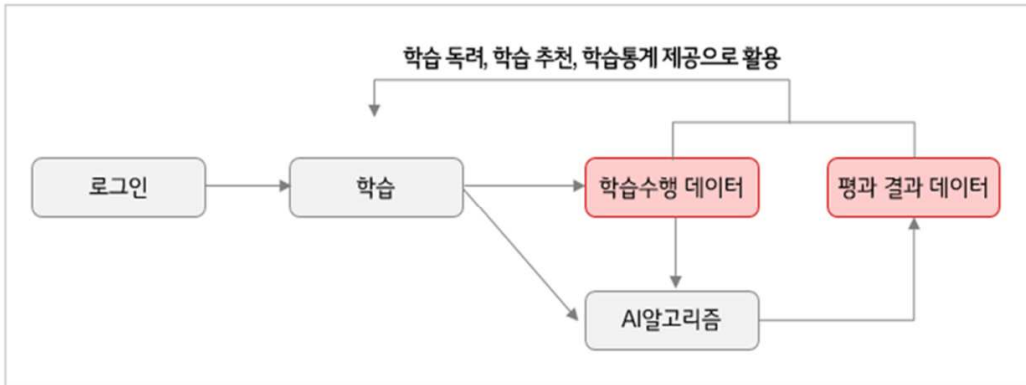 학습 독려, 학습 추천, 학습통계 제공으로 활용
로그인
학습
학습수행 데이터
평과 결과 데이터
AI알고리즘